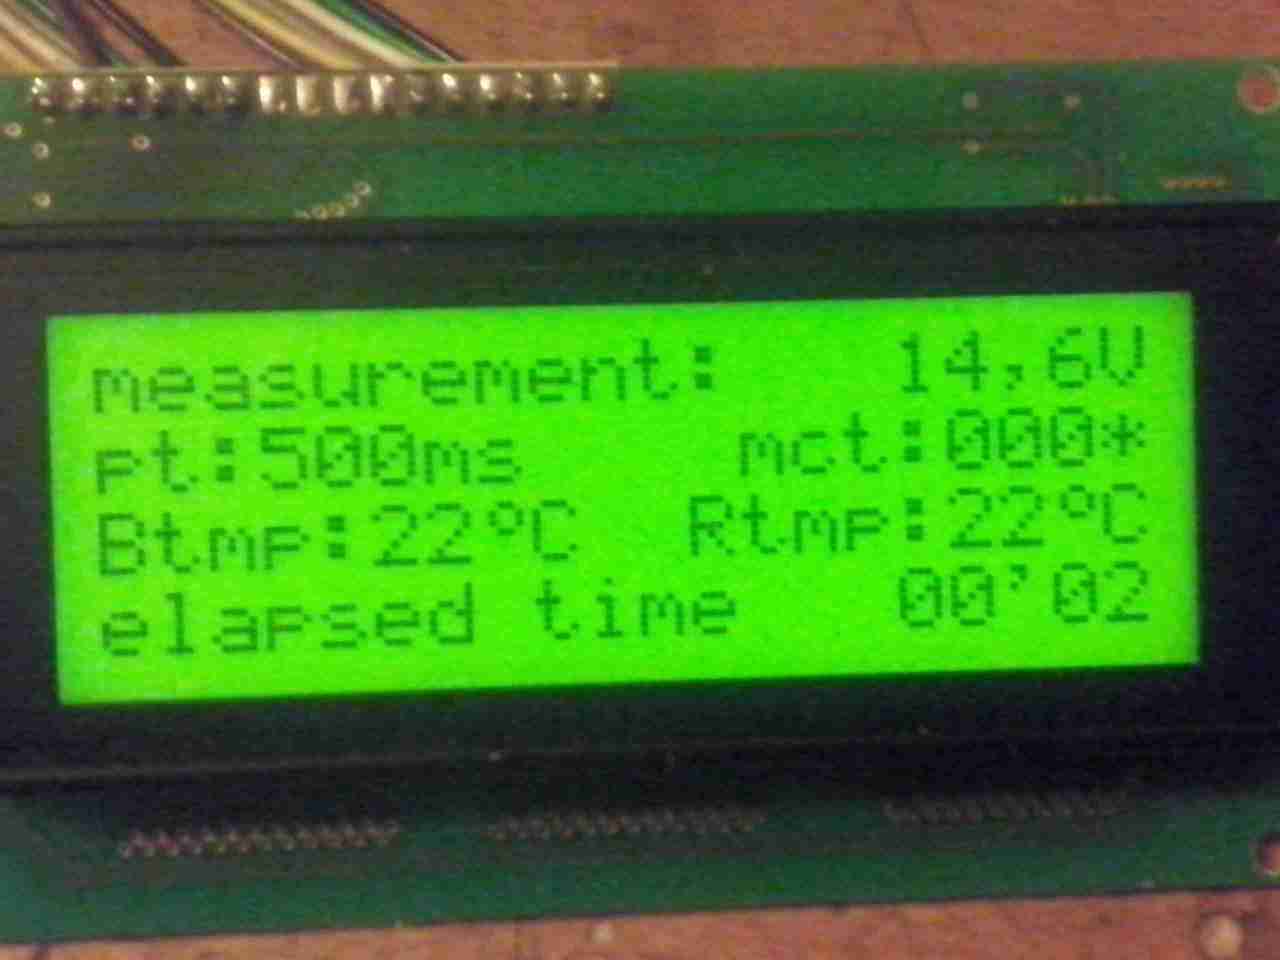 measurement: 14,6V
pt:500ms mct:000*
Btmp:22°C Rtmp:22°C
elapsed time 00'02